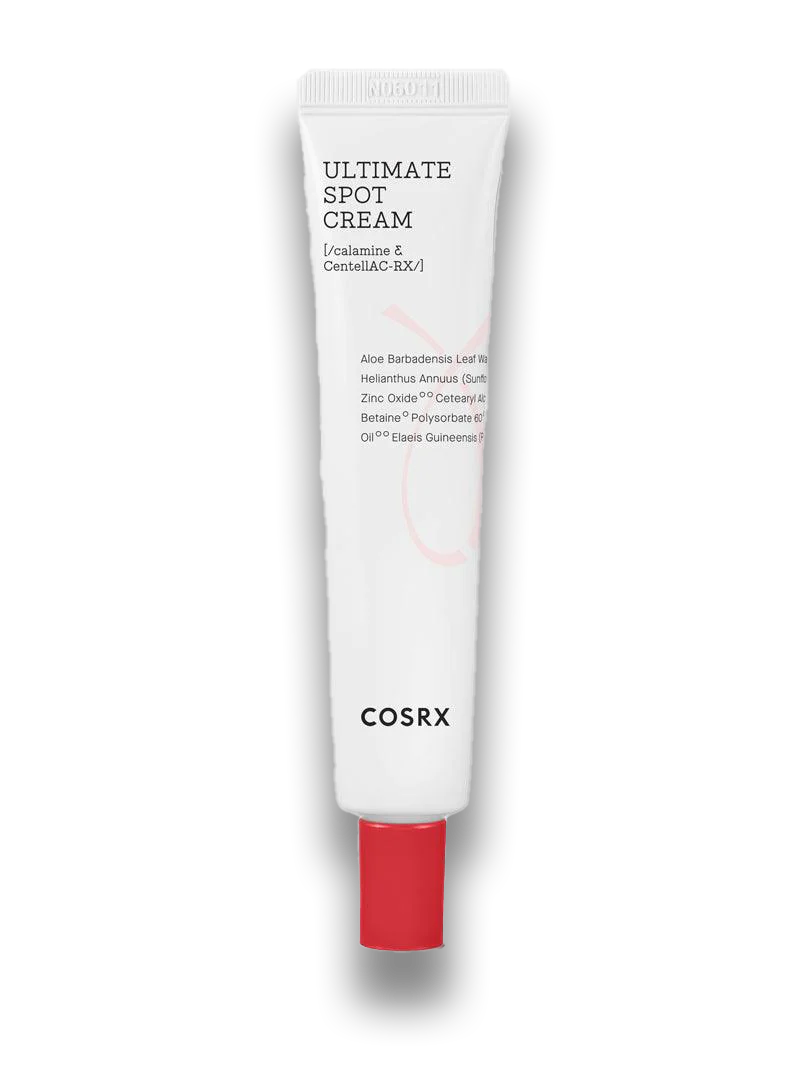 N06011
ULTIMATE
SPOT
CREAM
[/calamine &
CentellAC-RX/]
Aloe Barbadensis Leaf Wa
Helianthus Annuus (Sunflo
Zinc Oxide°° Cetearyl Alc
Betaine° Polysorbate 60°
Oil°° Elaeis Guineensis (P
COSRX